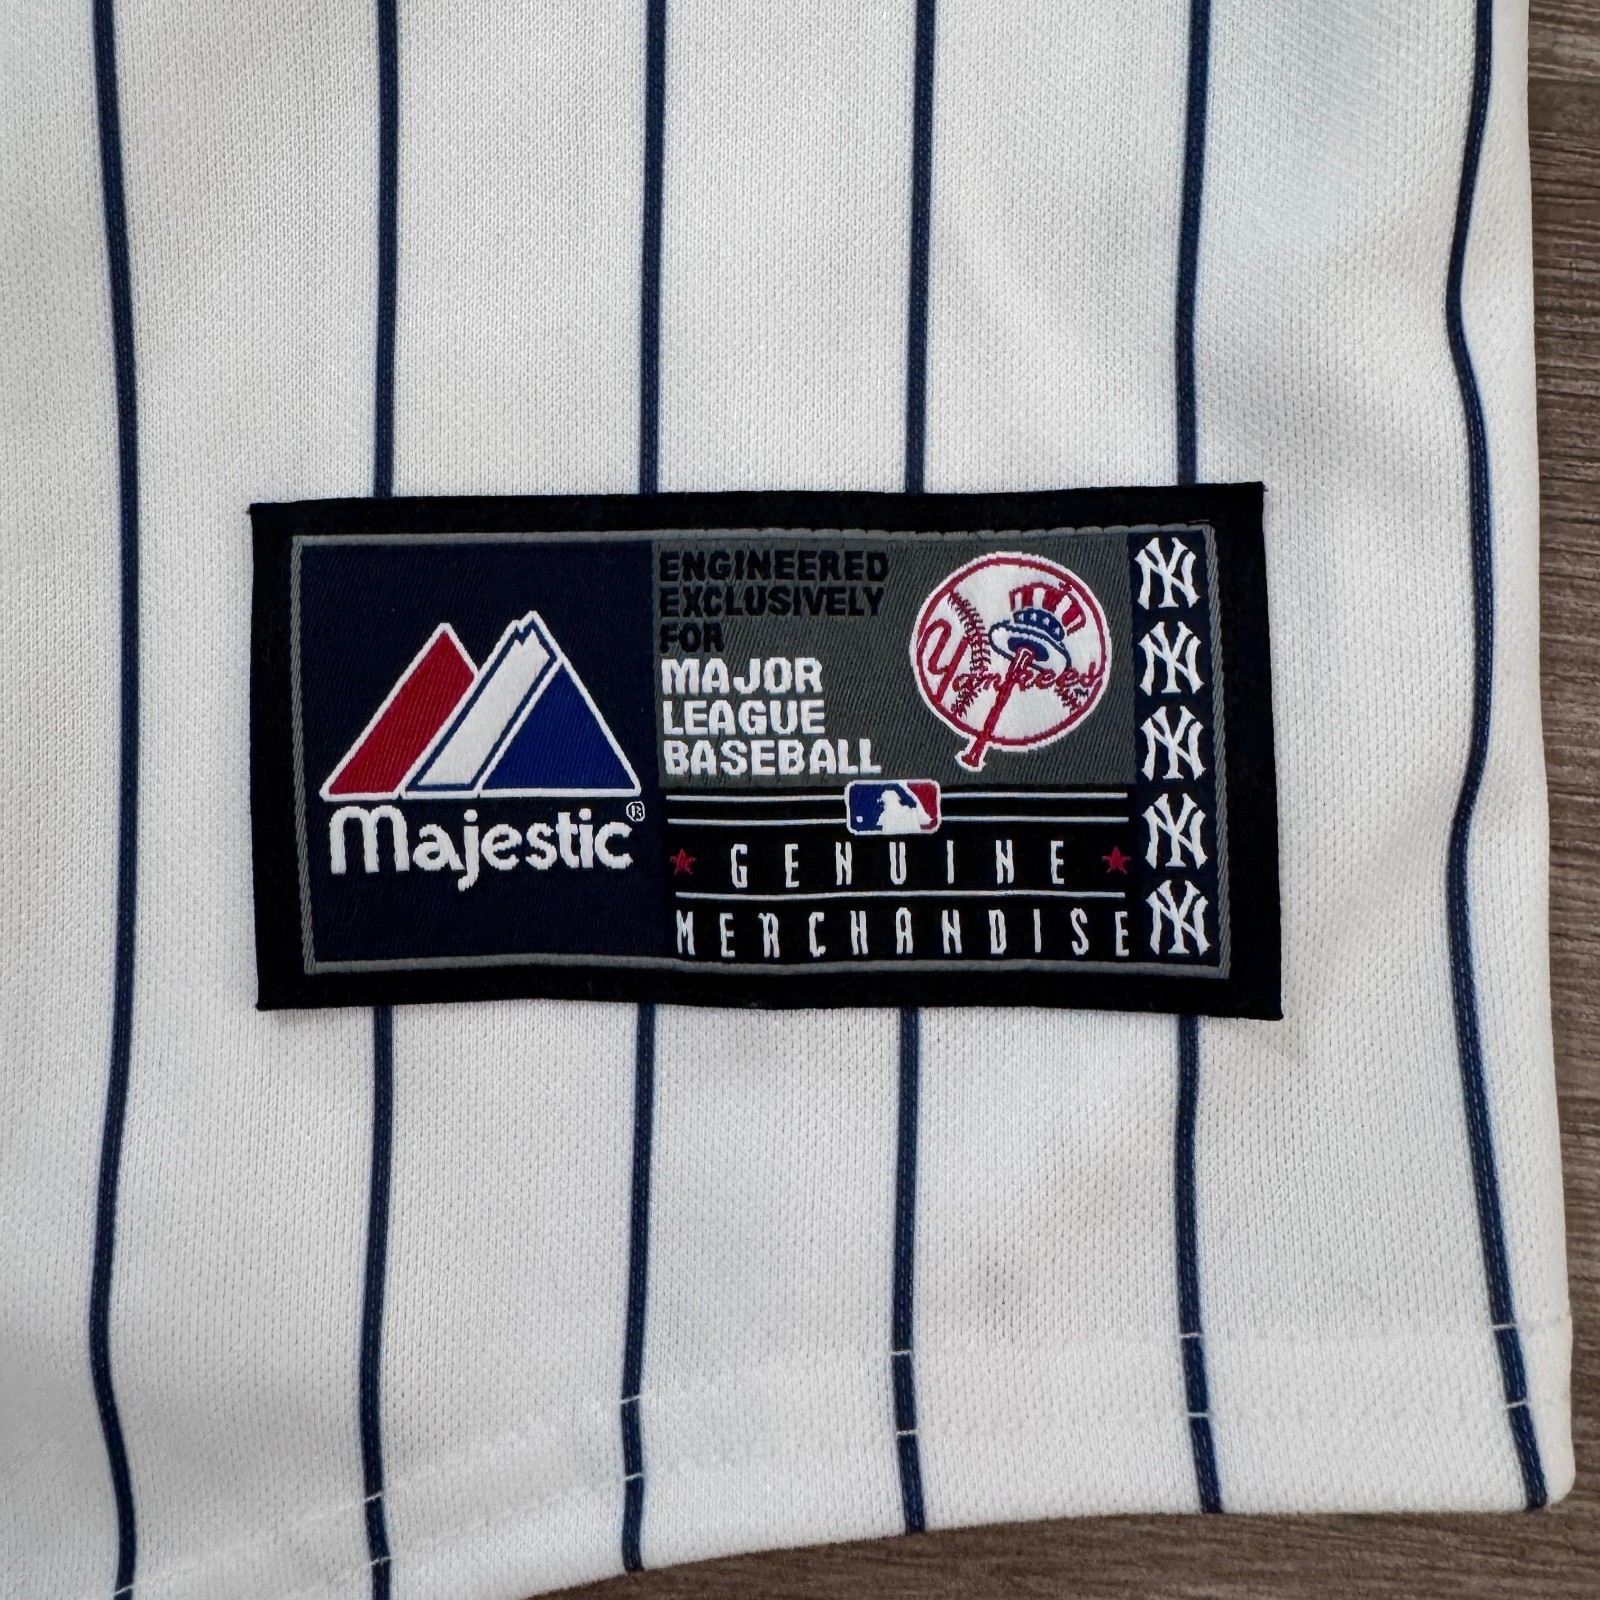 ENGINEERED
EXCLUSIVELY
FOR
MAJOR
LEAGUE
BASEBALL
Yankees
NY
NY
NY
NY
NY
Majestic®
GENUINE
MERCHANDISE